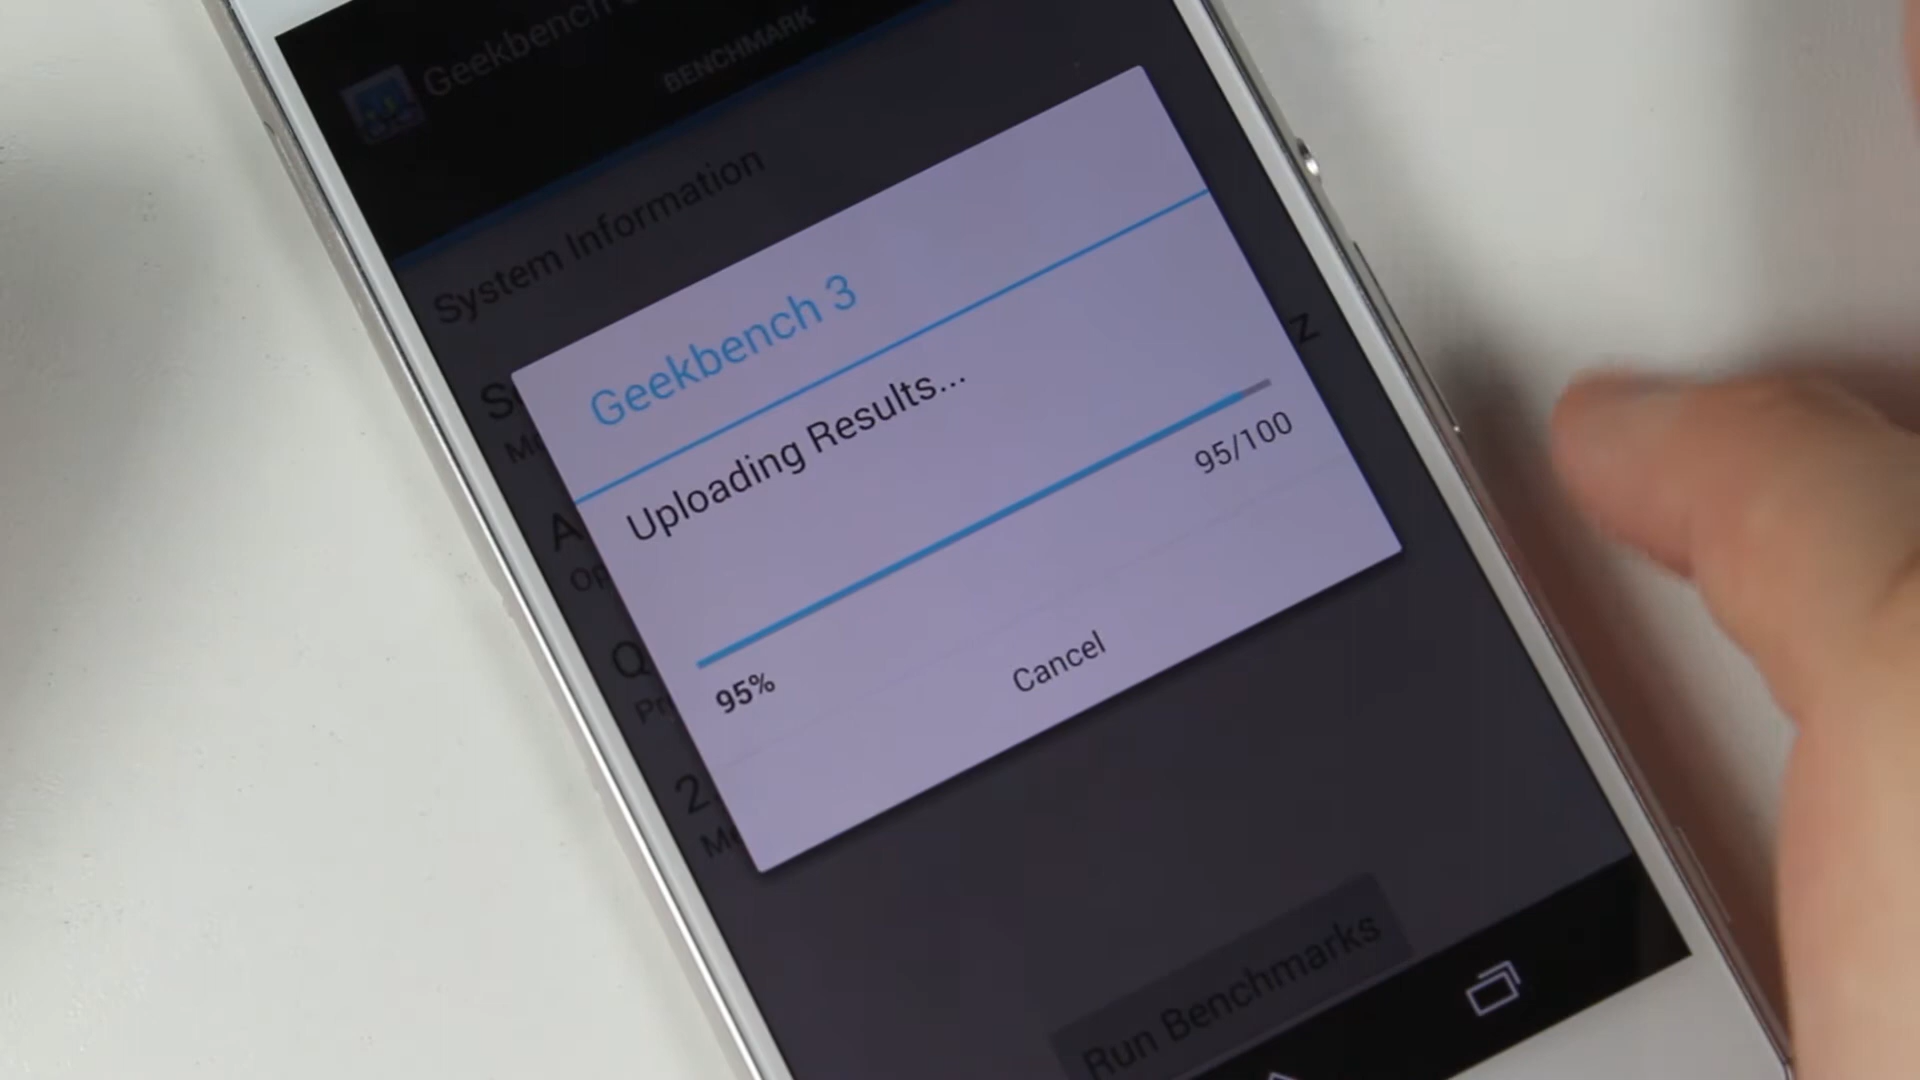 Geekbench
BENCHMARK
System Information
Geekbench 3
Uploading Results...
95/100
95%
Cancel
Run Benchmarks